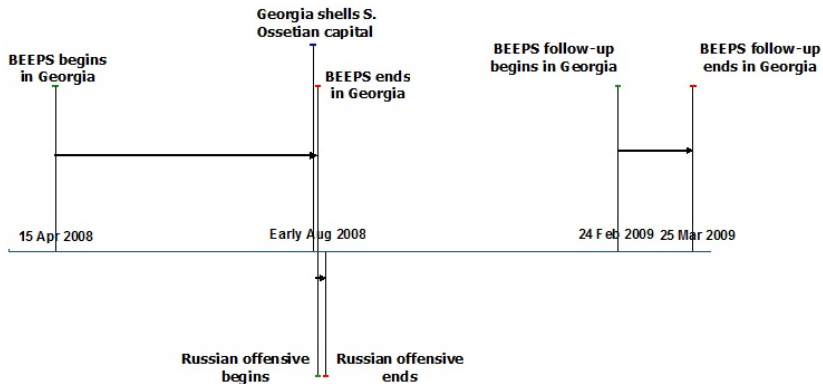 Georgia shells S.
Ossetian capital
BEEPS begins
in Georgia
BEEPS ends
in Georgia
BEEPS follow-up
begins in Georgia
BEEPS follow-up
ends in Georgia
15 Apr 2008
Early Aug 2008
24 Feb 2009
25 Mar 2009
Russian offensive
begins
Russian offensive
ends